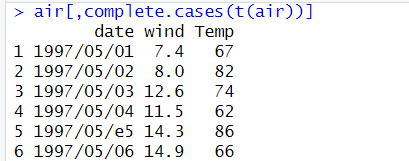 > air[,complete.cases(t(air))]
date wind Temp
1 1997/05/01 7.4 67
2 1997/05/02 8.0 82
3 1997/05/03 12.6 74
4 1997/05/04 11.5 62
5 1997/05/e5 14.3 86
6 1997/05/06 14.9 66